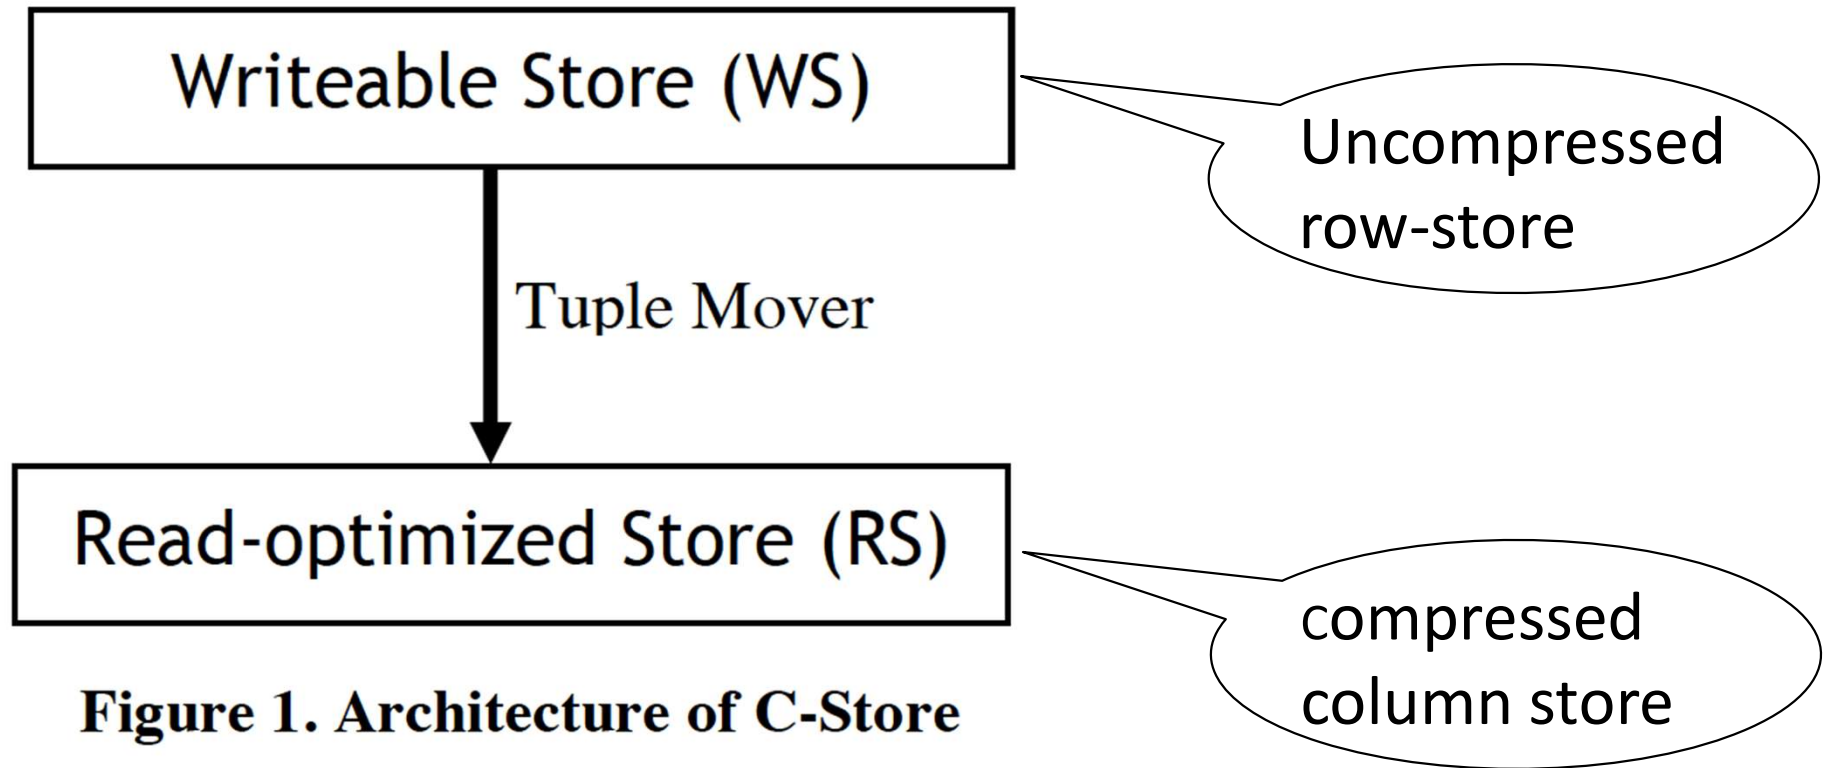 Writeable Store (WS)
Uncompressed
row-store
Tuple Mover
Read-optimized Store (RS)
compressed
column store
Figure 1. Architecture of C-Store